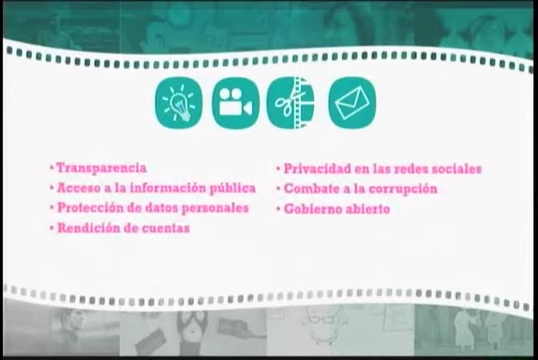 • Transparencia
• Acceso a la información pública
• Protección de datos personales
• Rendición de cuentas
• Privacidad en las redes sociales
• Combate a la corrupción
• Gobierno abierto